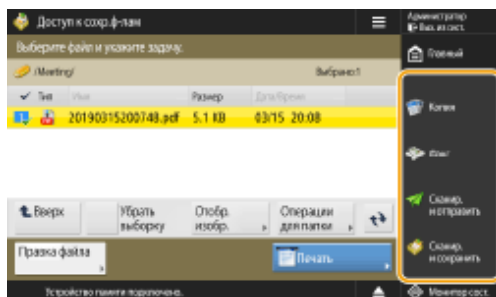 Доступ к сохр.ф-лам
Администратор
Вых. из сист.
Выберите файл и укажите задачу.
Главный
/Meeting/
Выбрано:1
Тип Имя Размер Дата/Время
Копия
1 20190315200748.pdf 5.1 KB 03/15 20:08
Факс
Сканир. и отправить
Вверх
Убрать выборку
Отобр. изобр.
Операции для папки
Сканир. и сохранить
Правка файла
Печать
Устройство памяти подключено.
Монитор сост.